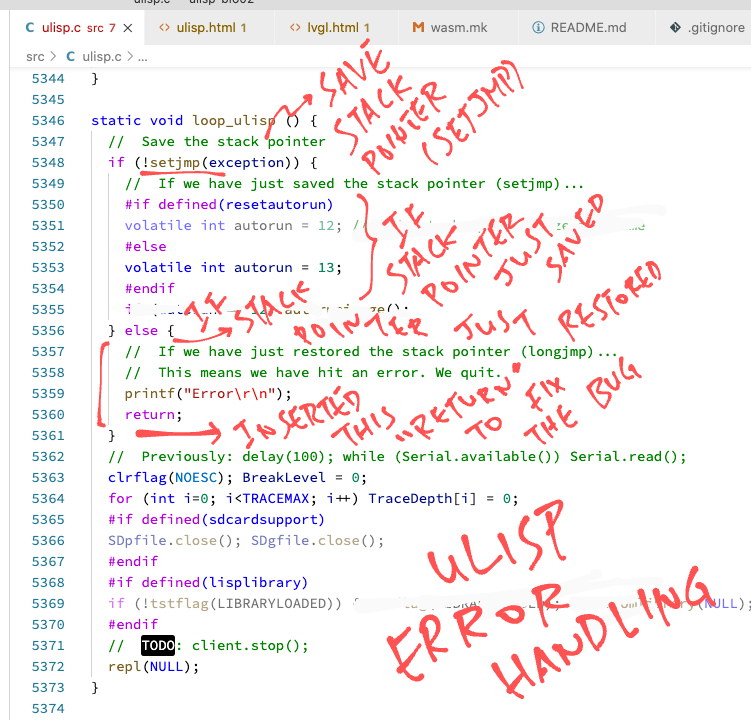 ulisp.c src 7 × ulisp.html 1 lvgl.html 1 M wasm.mk README.md .gitignore
src > C ulisp.c > ...
5344 }
5345
5346 static void loop_ulisp () {
5347 // Save the stack pointer
5348 if (!setjmp(exception)) {
5349 // If we have just saved the stack pointer (setjmp)...
5350 #if defined(resetautorun)
5351 volatile int autorun = 12; //
5352 #else
5353 volatile int autorun = 13;
5354 #endif
5355
5356 } else {
5357 // If we have just restored the stack pointer (longjmp)...
5358 // This means we have hit an error. We quit.
5359 printf("Error\r\n");
5360 return;
5361 }
5362 // Previously: delay(100); while (Serial.available()) Serial.read();
5363 clrflag(NOESC); BreakLevel = 0;
5364 for (int i=0; i<TRACEMAX; i++) TraceDepth[i] = 0;
5365 #if defined(sdcardsupport)
5366 SDpfile.close(); SDgfile.close();
5367 #endif
5368 #if defined(lisplibrary)
5369 if (!tstflag(LIBRARYLOADED)) (NULL);
5370 #endif
5371 // TODO: client.stop();
5372 repl(NULL);
5373 }
5374
SAVE
STACK
POINTER
(SETJMP)
IF
STACK
POINTER
JUST
SAVED
IF STACK
POINTER JUST RESTORED
INSERTED
THIS "RETURN"
TO FIX
THE BUG
ULISP
ERROR
HANDLING